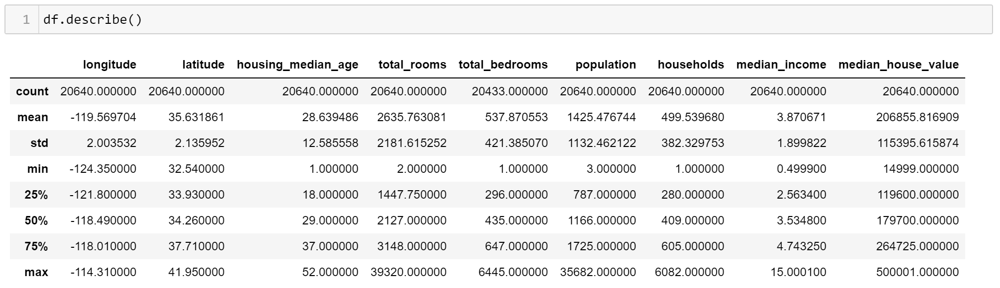 1 df.describe()
longitude latitude housing_median_age total_rooms total_bedrooms population households median_income median_house_value
count 20640.000000 20640.000000 20640.000000 20640.000000 20433.000000 20640.000000 20640.000000 20640.000000 20640.000000
mean -119.569704 35.631861 28.639486 2635.763081 537.870553 1425.476744 499.539680 3.870671 206855.816909
std 2.003532 2.135952 12.585558 2181.615252 421.385070 1132.462122 382.329753 1.899822 115395.615874
min -124.350000 32.540000 1.000000 2.000000 1.000000 3.000000 1.000000 0.499900 14999.000000
25% -121.800000 33.930000 18.000000 1447.750000 296.000000 787.000000 280.000000 2.563400 119600.000000
50% -118.490000 34.260000 29.000000 2127.000000 435.000000 1166.000000 409.000000 3.534800 179700.000000
75% -118.010000 37.710000 37.000000 3148.000000 647.000000 1725.000000 605.000000 4.743250 264725.000000
max -114.310000 41.950000 52.000000 39320.000000 6445.000000 35682.000000 6082.000000 15.000100 500001.000000